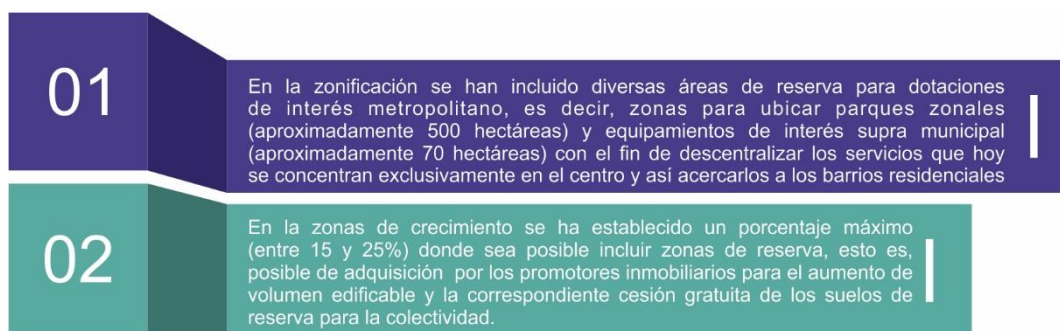 01
En la zonificación se han incluido diversas áreas de reserva para dotaciones
de interés metropolitano, es decir, zonas para ubicar parques zonales
(aproximadamente 500 hectáreas) y equipamientos de interés supra municipal
(aproximadamente 70 hectáreas) con el fin de descentralizar los servicios que hoy
se concentran exclusivamente en el centro y así acercarlos a los barrios residenciales
02
En la zonas de crecimiento se ha establecido un porcentaje máximo
(entre 15 y 25%) donde sea posible incluir zonas de reserva, esto es,
posible de adquisición por los promotores inmobiliarios para el aumento de
volumen edificable y la correspondiente cesión gratuita de los suelos de
reserva para la colectividad.